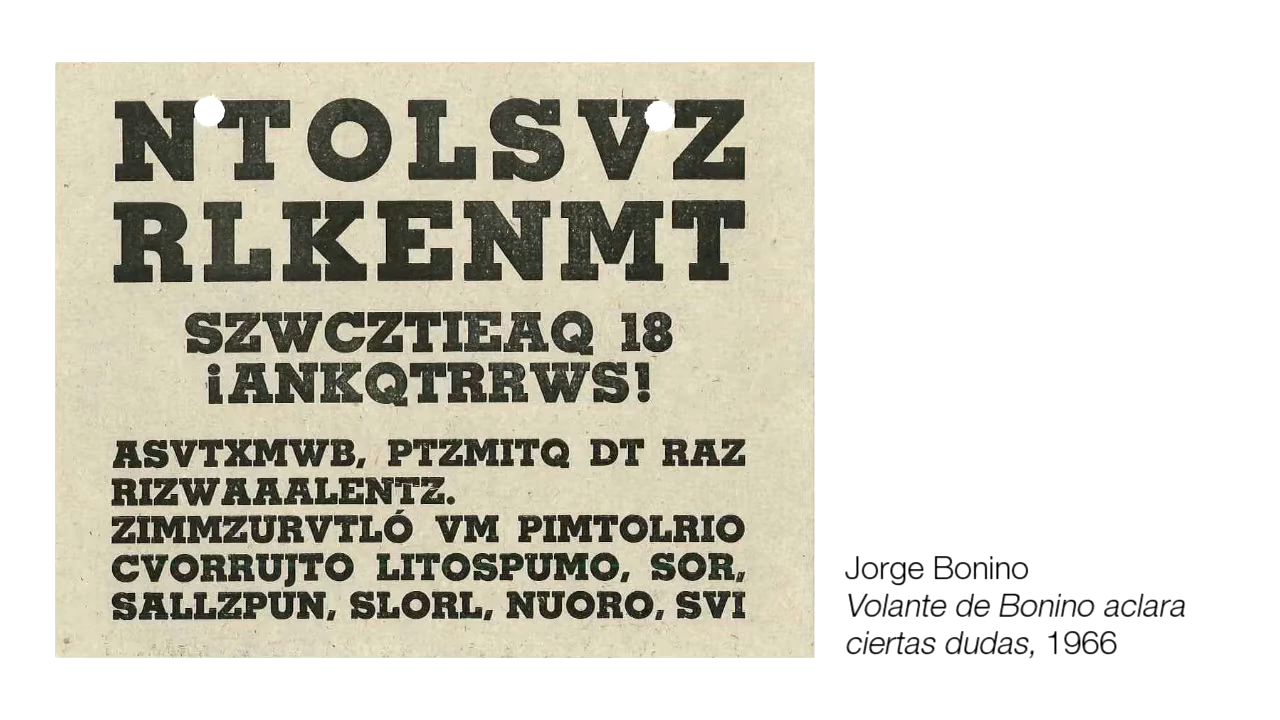 NTOLSVZ
RLKENMT
SZWCZTIEAQ 18
¡ANKQTRRWS!
ASVTXMWB, PTZMITQ DT RAZ
RIZWAAALENTZ.
ZIMMZURVTLÓ VM PIMTOLRIO
CVORRUJTO LITOSPUMO, SOR,
SALLZPUN, SLORL, NUORO, SVI
Jorge Bonino
Volante de Bonino aclara
ciertas dudas, 1966